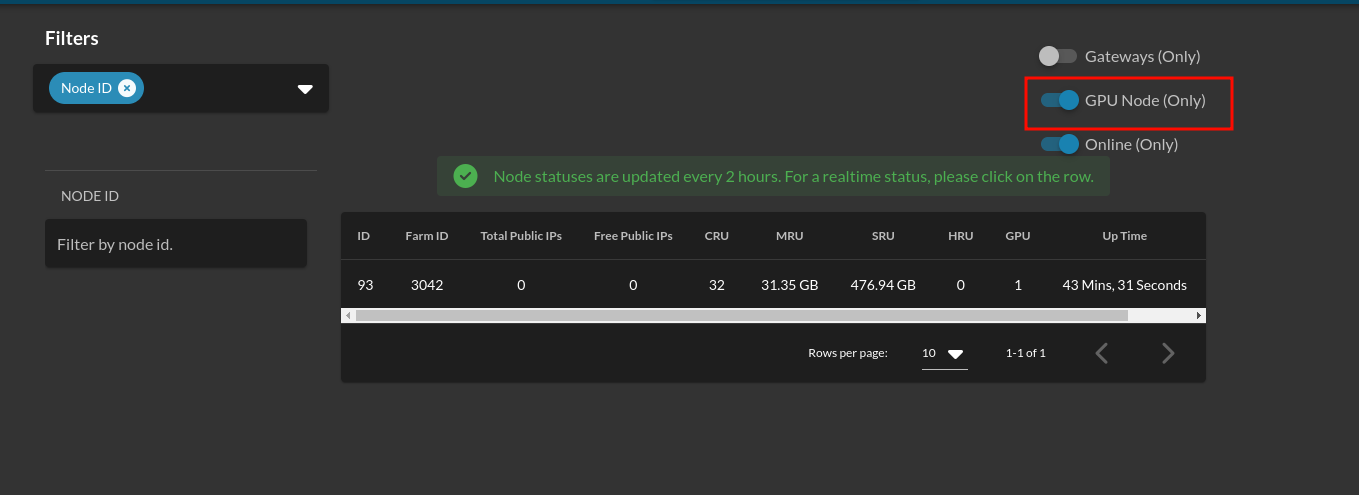 Filters
Node ID
Gateways (Only)
GPU Node (Only)
Online (Only)
Node statuses are updated every 2 hours. For a realtime status, please click on the row.
NODE ID
Filter by node id.
ID Farm ID Total Public IPs Free Public IPs CRU MRU SRU HRU GPU Up Time
93 3042 0 0 32 31.35 GB 476.94 GB 0 1 43 Mins, 31 Seconds
Rows per page: 10 1-1 of 1